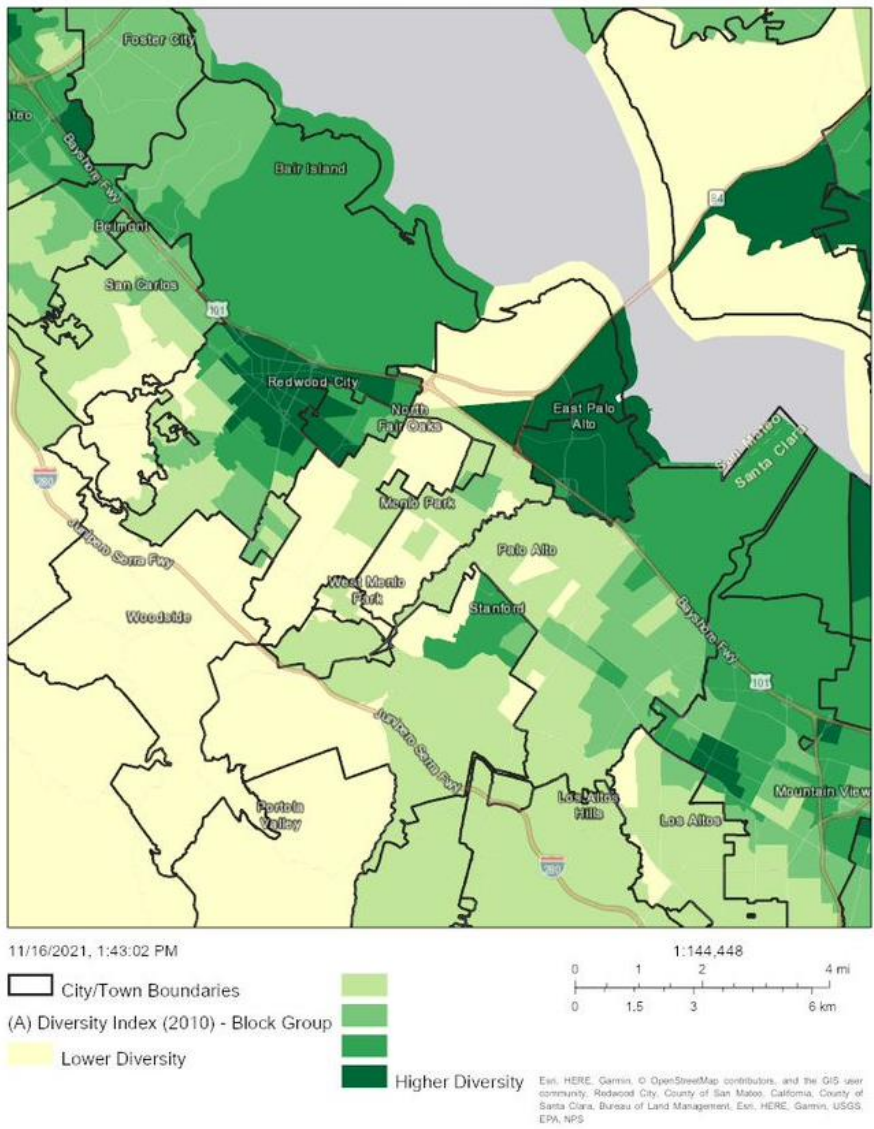 Foster City
ateo
Bayshore Fwy
Bair Island
84
Belmont
San Carlos
101
Redwood City
North
Fair Oaks
East Palo
Alto
San Mateo
Santa Clara
280
Menlo Park
Junipero Serra Fwy
Palo Alto
West Menlo
Park
Stanford
Woodside
Bayshore Fwy
101
Junipero Serra Fwy
Portola
Valley
Los Altos
Hills
Los Altos
Mountain View
280
11/16/2021, 1:43:02 PM
1:144,448
0 1 2 4 mi
0 1.5 3 6 km
City/Town Boundaries
(A) Diversity Index (2010) - Block Group
Lower Diversity
Higher Diversity
Esri, HERE, Garmin, © OpenStreetMap contributors, and the GIS user
community, Redwood City, County of San Mateo, California, County of
Santa Clara, Bureau of Land Management, Esri, HERE, Garmin, USGS,
EPA, NPS